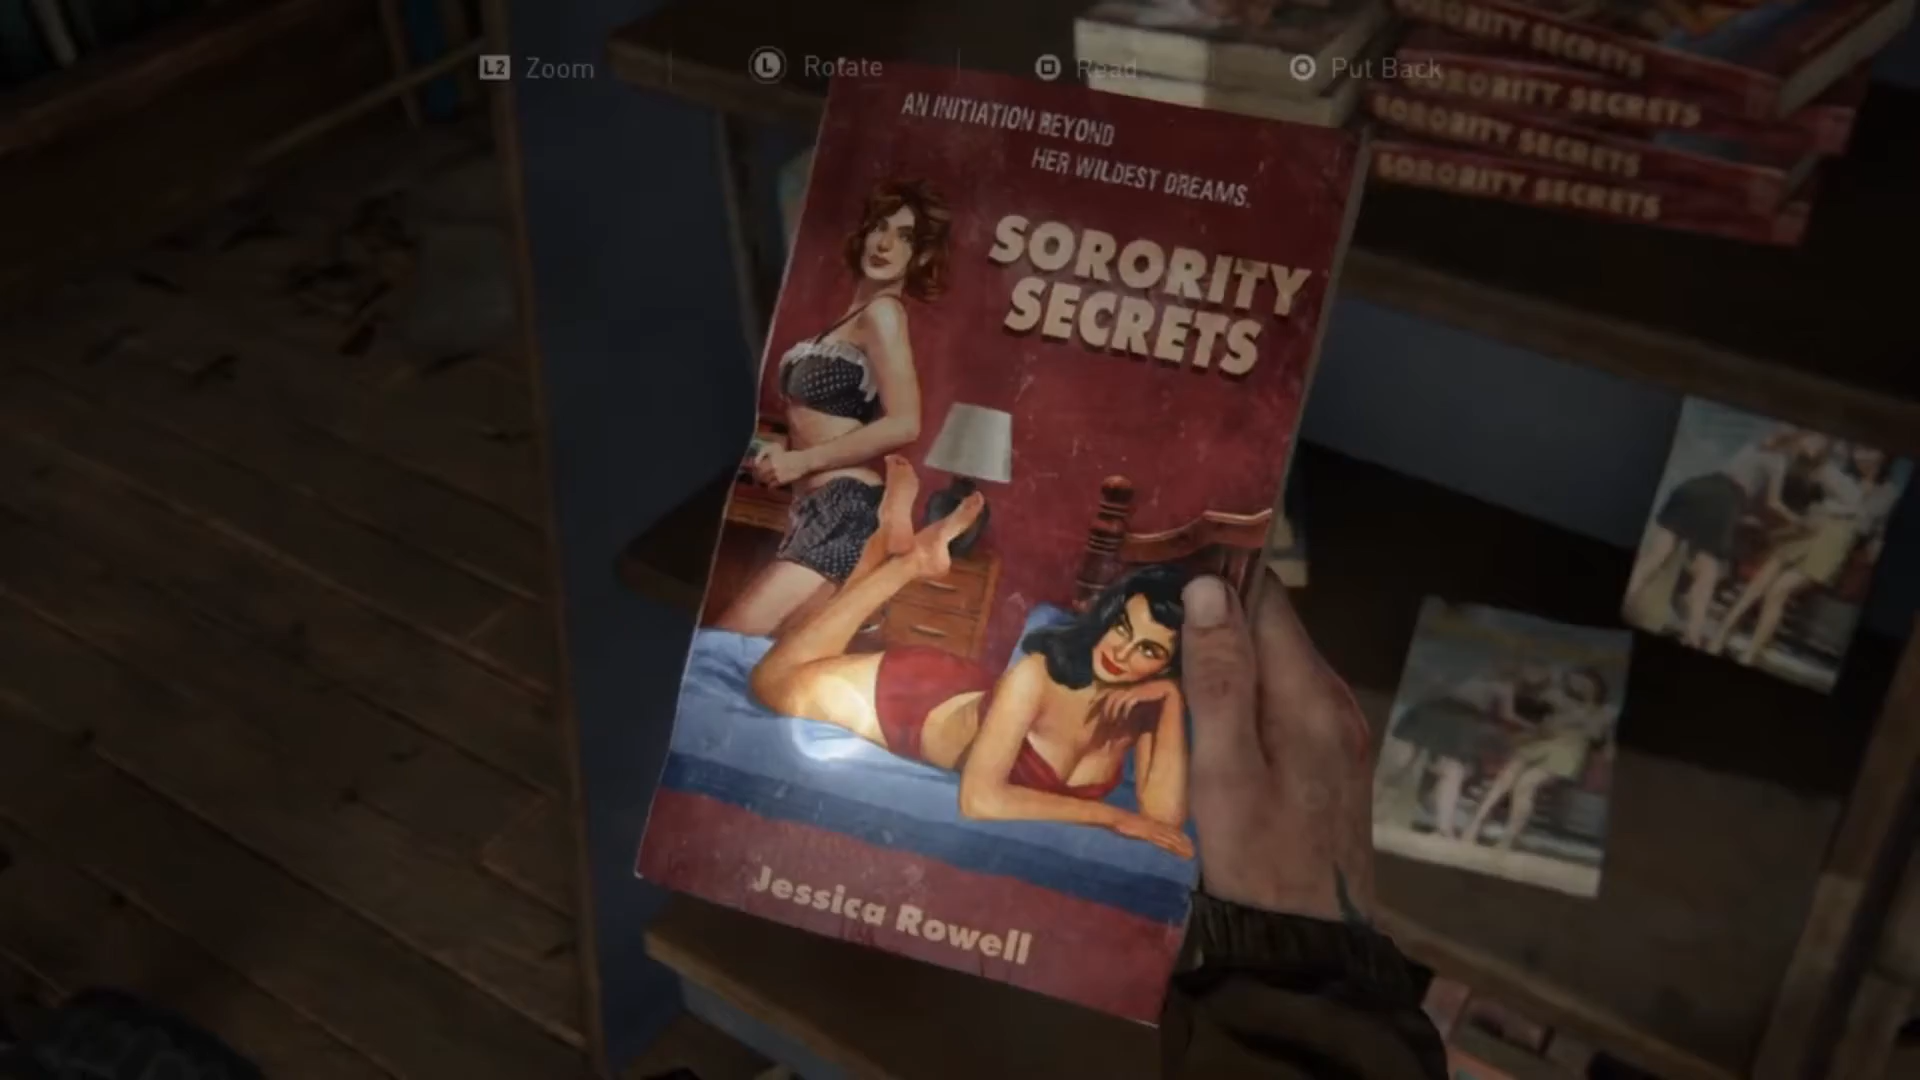 L2 Zoom
L Rotate
Read
Put Back
SORORITY SECRETS
SORORITY SECRETS
SORORITY SECRETS
SORORITY SECRETS
AN INITIATION BEYOND
HER WILDEST DREAMS.
SORORITY
SECRETS
Jessica Rowell